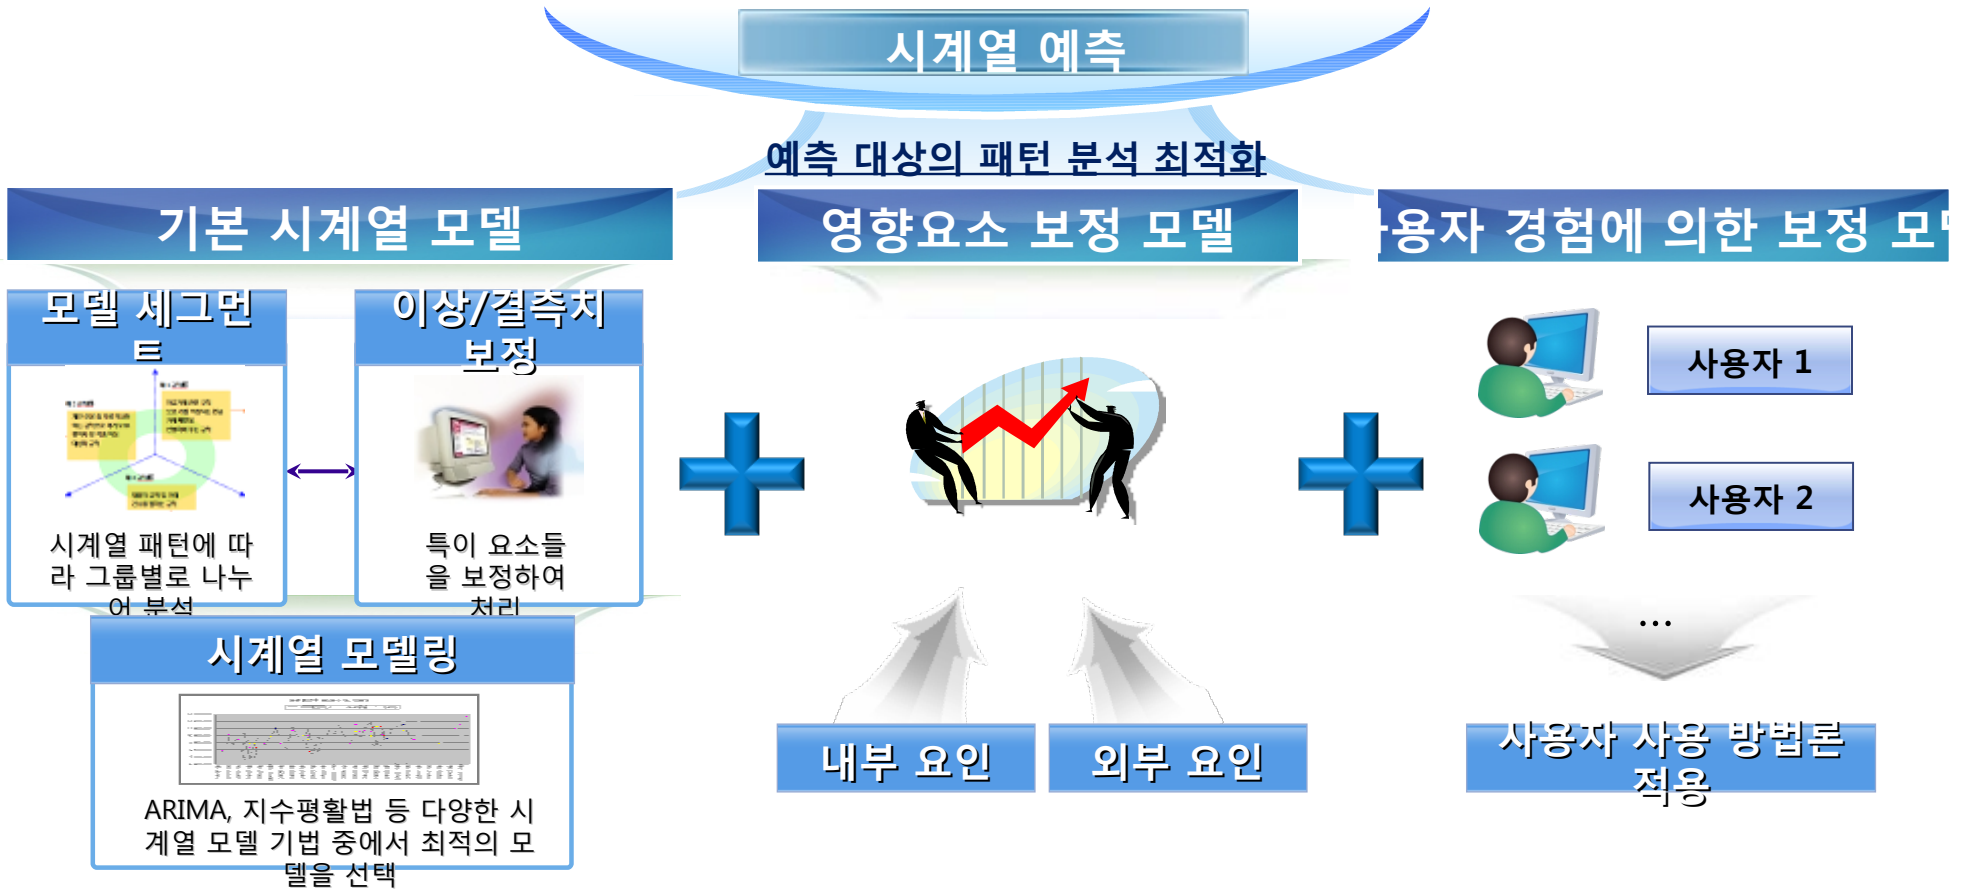 시계열 예측
예측 대상의 패턴 분석 최적화
기본 시계열 모델
영향요소 보정 모델
사용자 경험에 의한 보정 모델
모델 세그먼
트
이상/결측치
보정
시계열 패턴에 따
라 그룹별로 나누
어 분석
특이 요소들
을 보정하여
처리
사용자 1
사용자 2
...
시계열 모델링
ARIMA, 지수평활법 등 다양한 시
계열 모델 기법 중에서 최적의 모
델을 선택
내부 요인
외부 요인
사용자 사용 방법론
적용